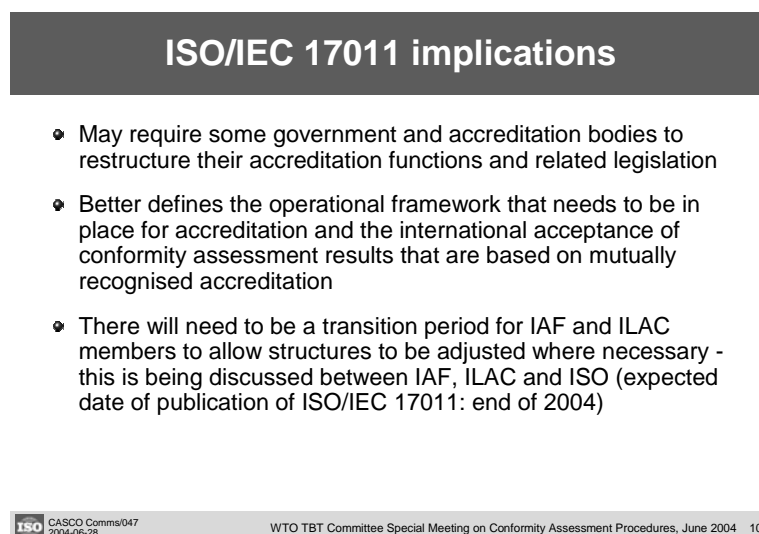 ISO/IEC 17011 implications
May require some government and accreditation bodies to
restructure their accreditation functions and related legislation
Better defines the operational framework that needs to be in
place for accreditation and the international acceptance of
conformity assessment results that are based on mutually
recognised accreditation
There will need to be a transition period for IAF and ILAC
members to allow structures to be adjusted where necessary -
this is being discussed between IAF, ILAC and ISO (expected
date of publication of ISO/IEC 17011: end of 2004)
ISO
CASCO Comms/047
2004-06-28
WTO TBT Committee Special Meeting on Conformity Assessment Procedures, June 2004 10